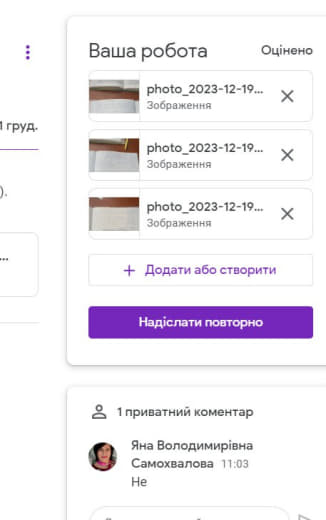 Ваша робота
Оцінено
photo_2023-12-19...
Зображення
1 груд.
photo_2023-12-19...
Зображення
).
photo_2023-12-19...
Зображення
...
+ Додати або створити
Надіслати повторно
1 приватний коментар
Яна Володимирівна
Самохвалова 11:03
Не